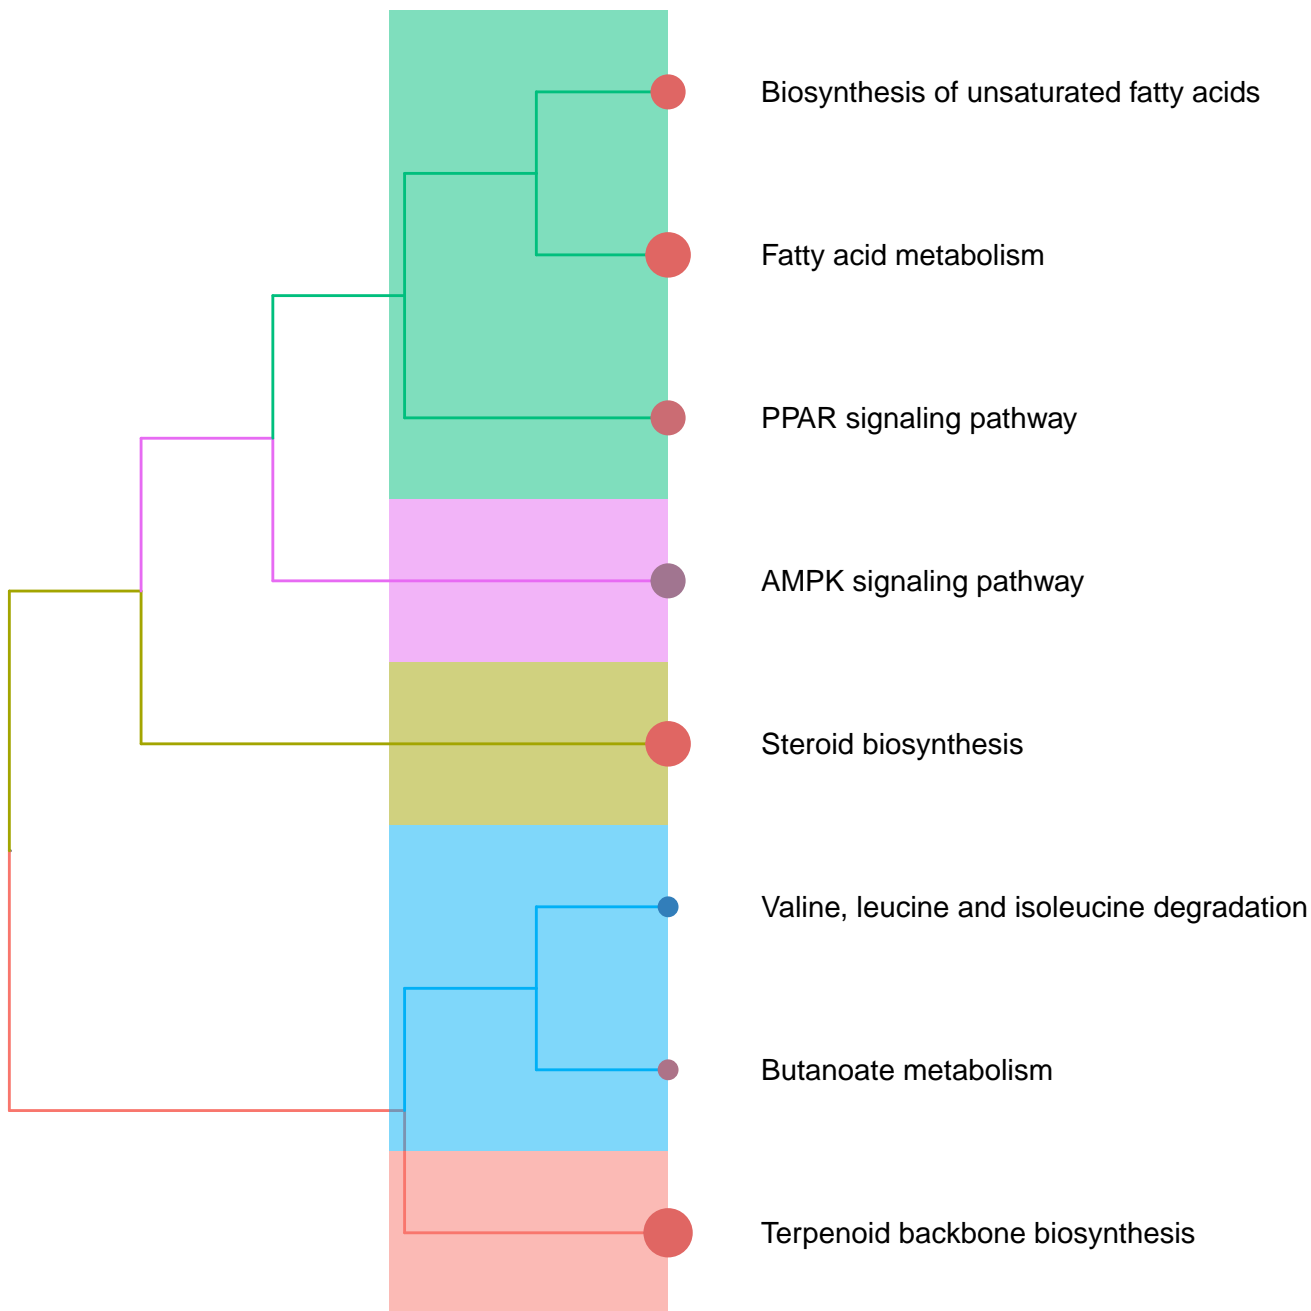 Biosynthesis of unsaturated fatty acids
Fatty acid metabolism
PPAR signaling pathway
AMPK signaling pathway
Steroid biosynthesis
Valine, leucine and isoleucine degradation
Butanoate metabolism
Terpenoid backbone biosynthesis